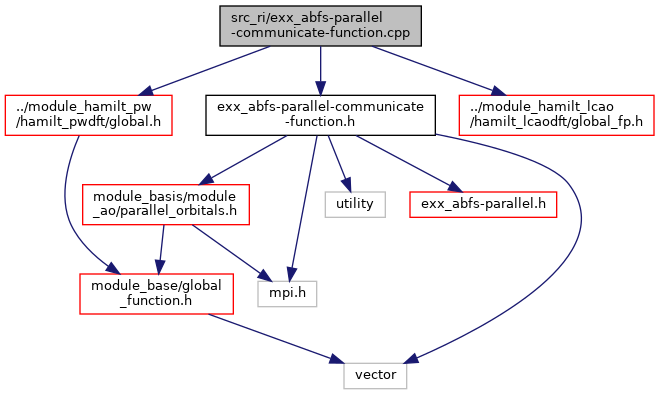 src_ri/exx_abfs-parallel
-communicate-function.cpp
../module_hamilt_pw
/hamilt_pwdft/global.h
exx_abfs-parallel-communicate
-function.h
../module_hamilt_lcao
/hamilt_lcaodft/global_fp.h
module_basis/module
_ao/parallel_orbitals.h
utility
exx_abfs-parallel.h
module_base/global
_function.h
mpi.h
vector